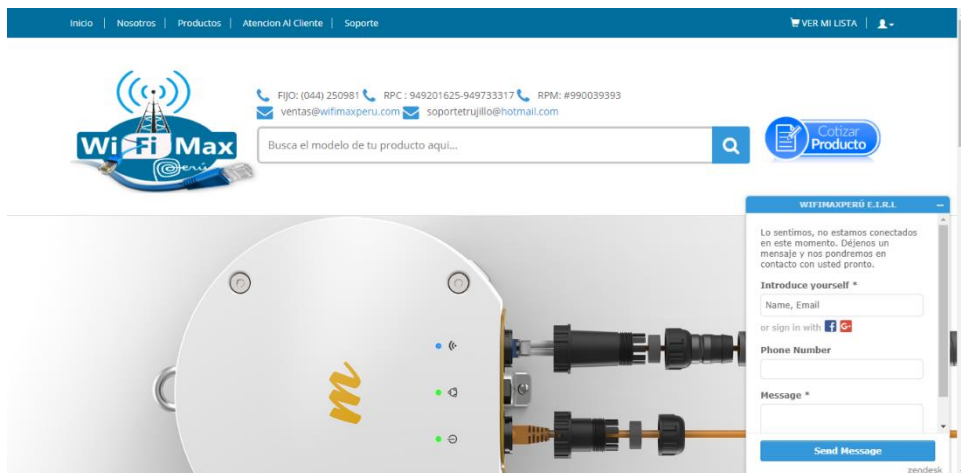 Inicio | Nosotros | Productos | Atencion Al Cliente | Soporte
VER MI LISTA |
FIJO: (044) 250981 RPC : 949201625-949733317 RPM: #990039393
ventas@wifimaxperu.com soportetrujillo@hotmail.com
WiFi Max
Perú
Busca el modelo de tu producto aqui...
Cotizar
Producto
WIFIMAXPERÚ E.I.R.L
Lo sentimos, no estamos conectados
en este momento. Déjenos un
mensaje y nos pondremos en
contacto con usted pronto.
Introduce yourself *
Name, Email
or sign in with f G+
Phone Number
Message *
Send Message
zendesk
m